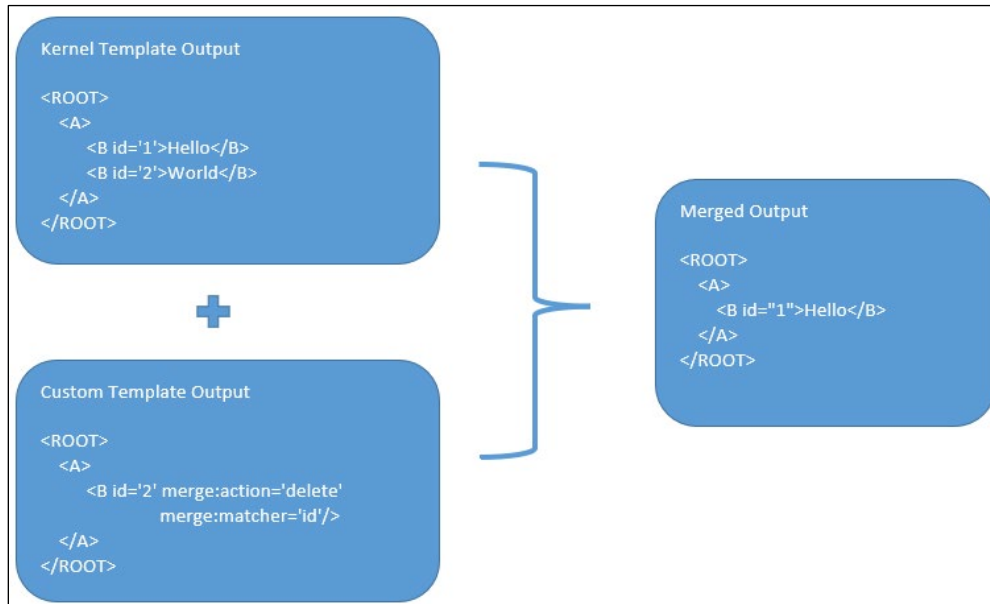 Kernel Template Output
<ROOT>
<A>
<B id='1'>Hello</B>
<B id='2'>World</B>
</A>
</ROOT>
Custom Template Output
<ROOT>
<A>
<B id='2' merge:action='delete'
merge:matcher='id'/>
</A>
</ROOT>
Merged Output
<ROOT>
<A>
<B id="1">Hello</B>
</A>
</ROOT>